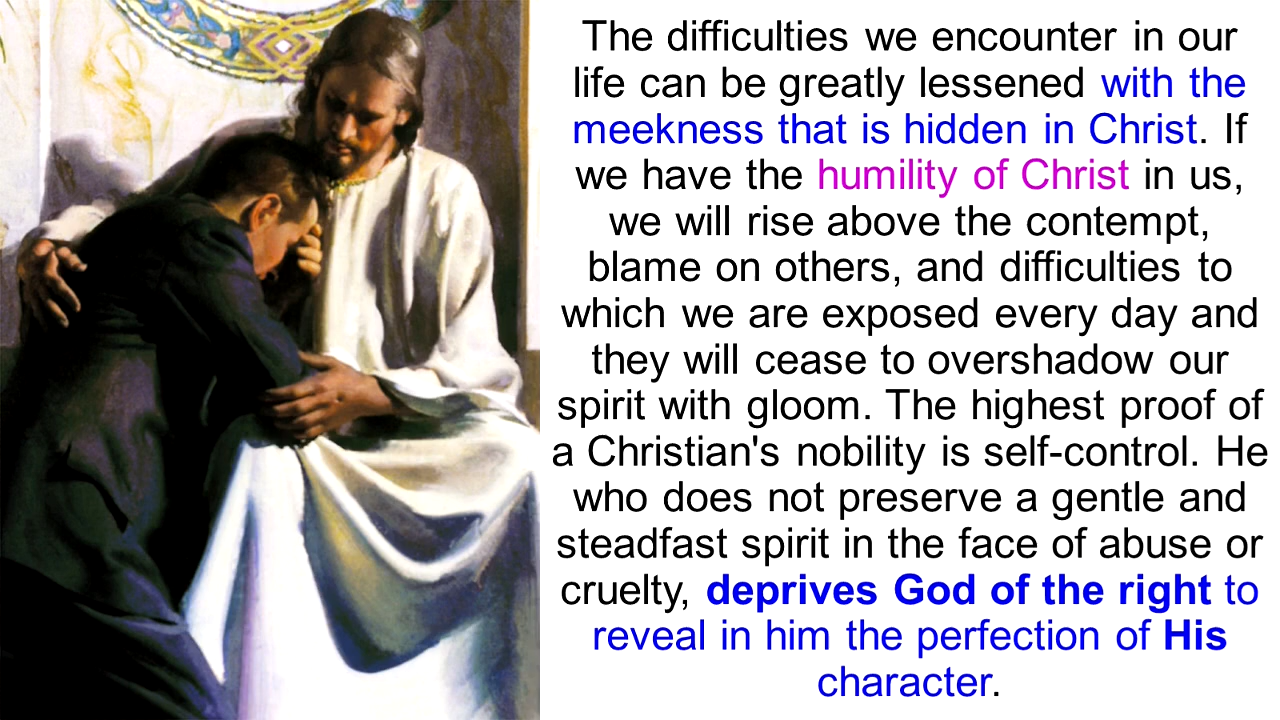 The difficulties we encounter in our
life can be greatly lessened with the
meekness that is hidden in Christ. If
we have the humility of Christ in us,
we will rise above the contempt,
blame on others, and difficulties to
which we are exposed every day and
they will cease to overshadow our
spirit with gloom. The highest proof of
a Christian's nobility is self-control. He
who does not preserve a gentle and
steadfast spirit in the face of abuse or
cruelty, deprives God of the right to
reveal in him the perfection of His
character.